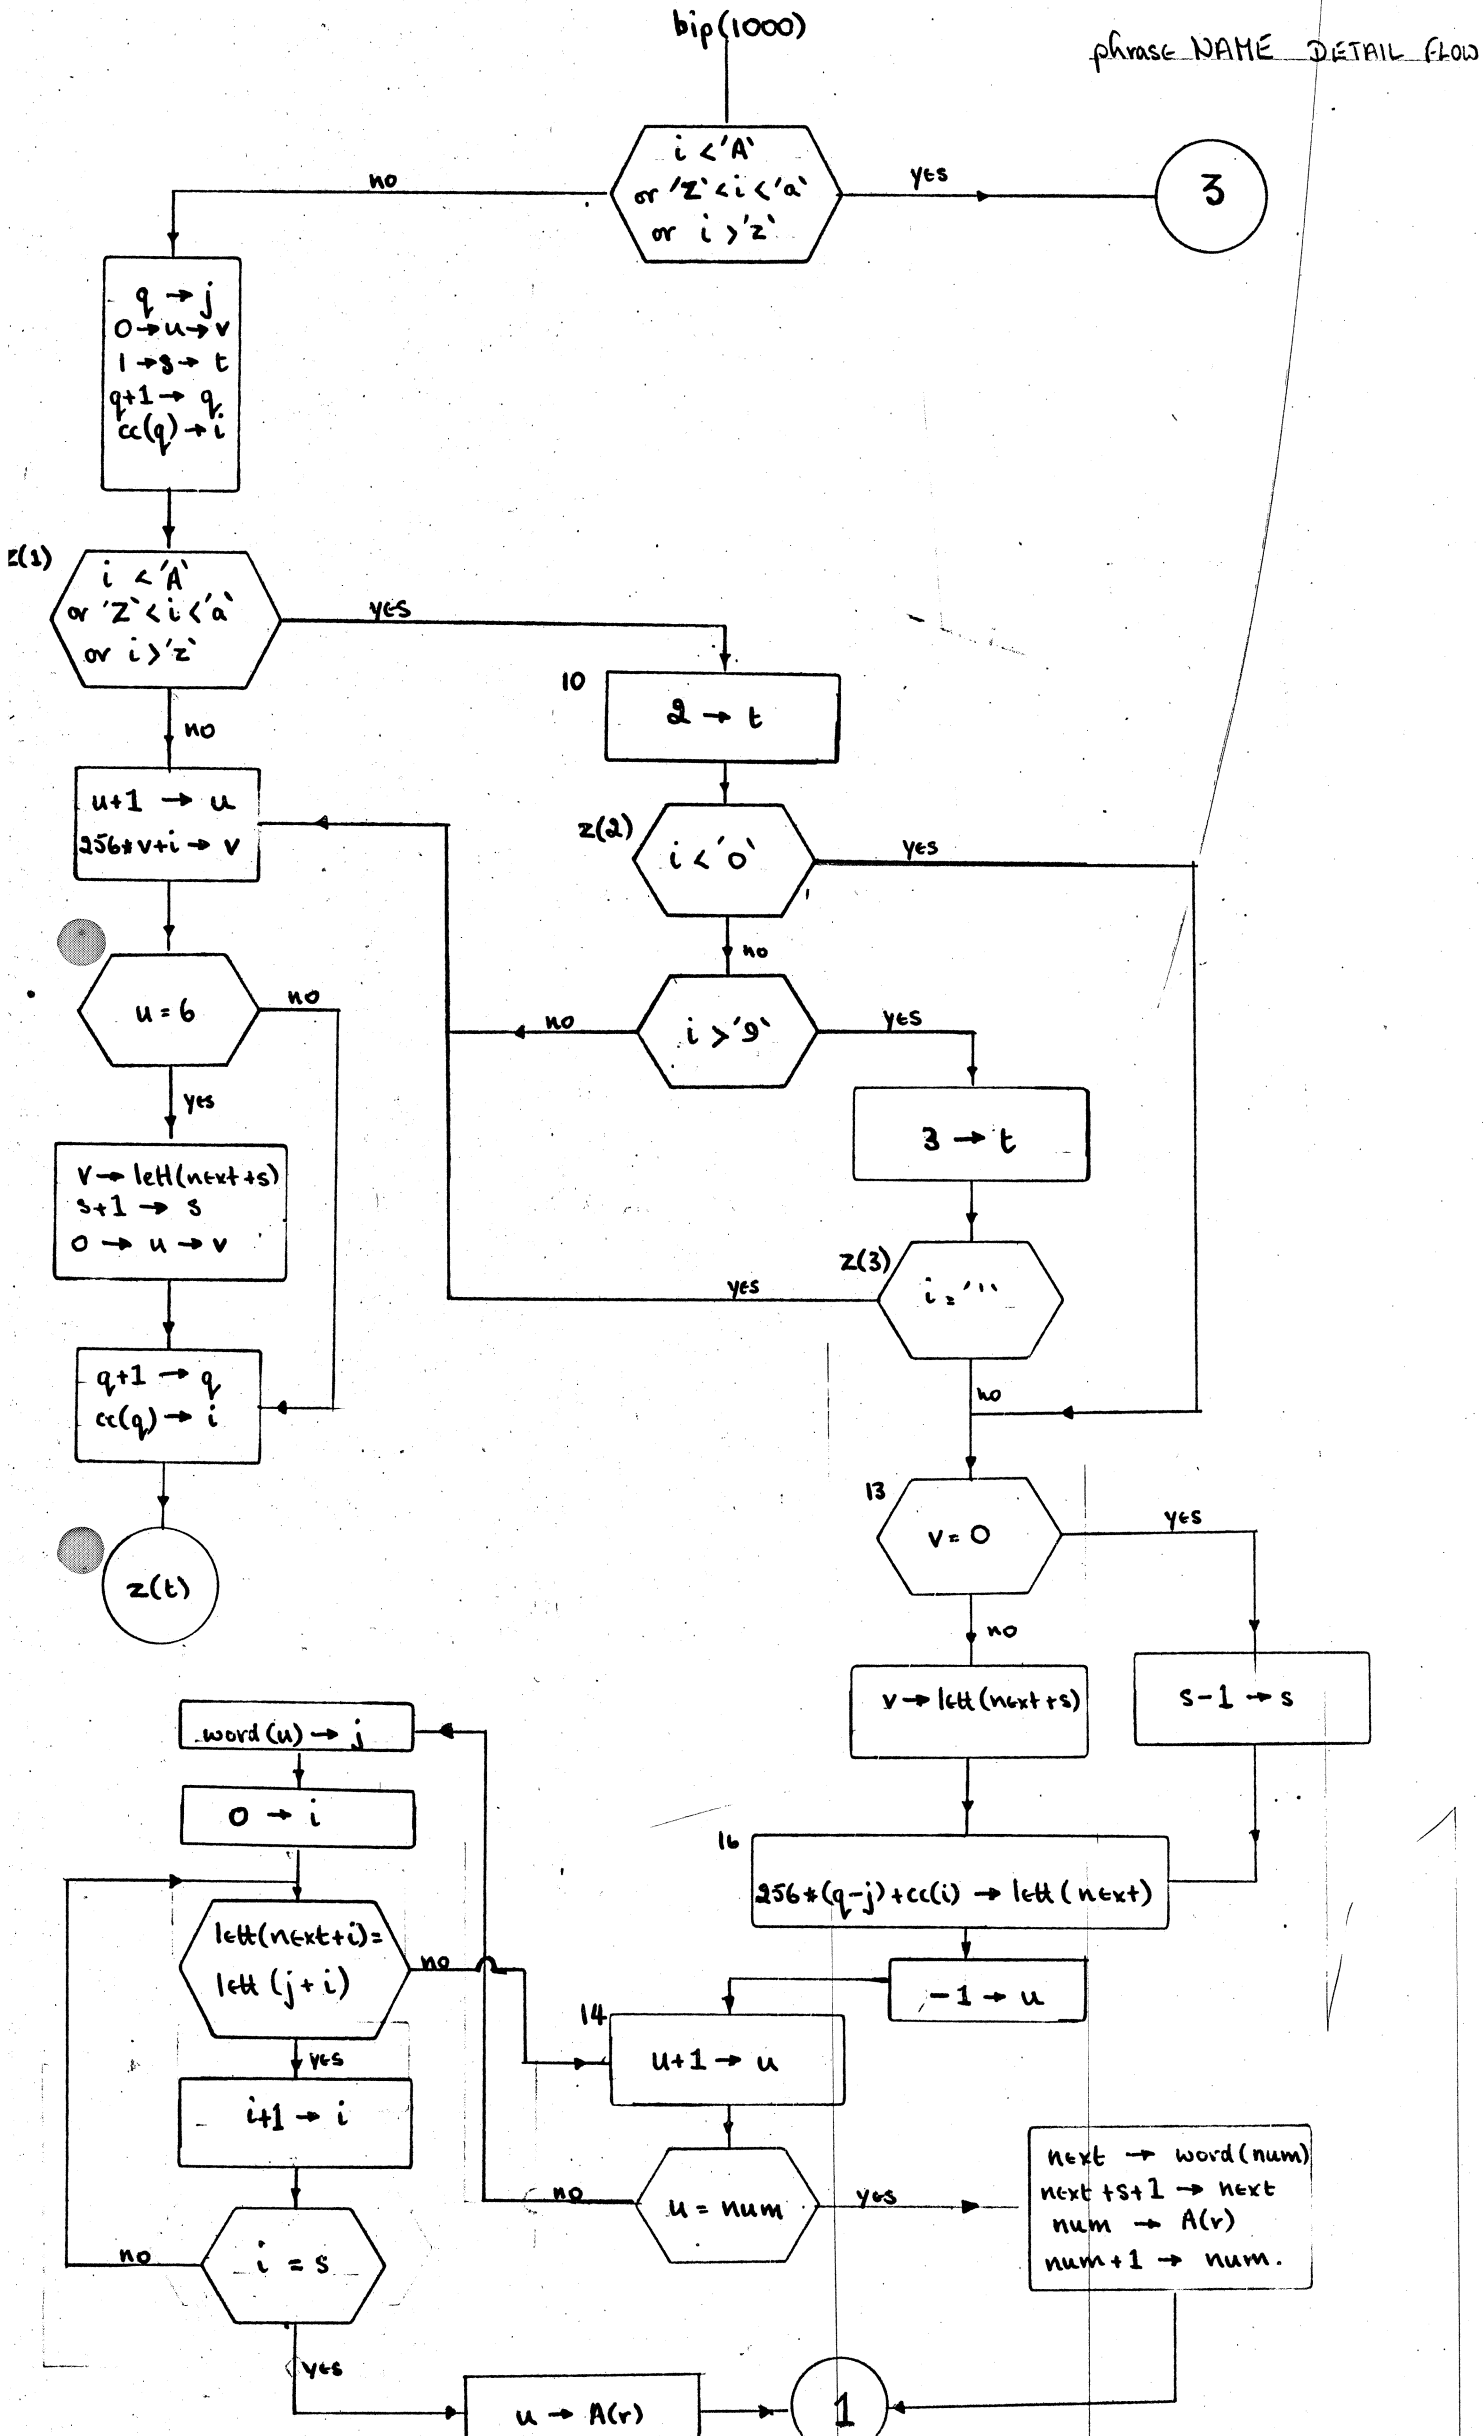 bip(1000)
phrase NAME DETAIL FLOW
i <'A'
or 'Z' < i < 'a'
or i > 'z'
no
yes
3
q → j
0 → u → v
1 → s → t
q+1 → q
cc(q) → i
z(1)
i < 'A'
or 'Z' < i < 'a'
or i > 'z'
yes
no
10
2 → t
u+1 → u
256*v+i → v
z(2)
i < '0'
yes
no
u = 6
no
yes
i > '9'
no
yes
3 → t
v → lett(next+s)
s+1 → s
0 → u → v
z(3)
i = '''
yes
no
q+1 → q
cc(q) → i
z(t)
13
v = 0
yes
no
v → lett(next+s)
s-1 → s
word(u) → j
0 → i
16
256*(q-j)+cc(i) → lett(next)
lett(next+i)=
lett(j+i)
no
yes
-1 → u
14
u+1 → u
i+1 → i
u = num
no
yes
next → word(num)
next+s+1 → next
num → A(r)
num+1 → num.
i = s
no
yes
u → A(r)
1